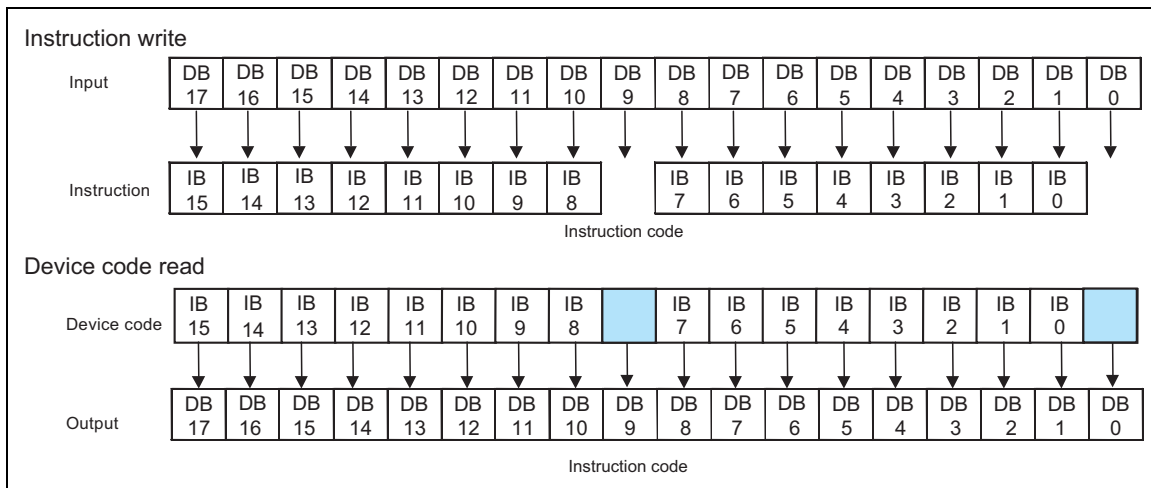 Instruction write
Input DB 17 DB 16 DB 15 DB 14 DB 13 DB 12 DB 11 DB 10 DB 9 DB 8 DB 7 DB 6 DB 5 DB 4 DB 3 DB 2 DB 1 DB 0
Instruction IB 15 IB 14 IB 13 IB 12 IB 11 IB 10 IB 9 IB 8 IB 7 IB 6 IB 5 IB 4 IB 3 IB 2 IB 1 IB 0
Instruction code
Device code read
Device code IB 15 IB 14 IB 13 IB 12 IB 11 IB 10 IB 9 IB 8 IB 7 IB 6 IB 5 IB 4 IB 3 IB 2 IB 1 IB 0
Output DB 17 DB 16 DB 15 DB 14 DB 13 DB 12 DB 11 DB 10 DB 9 DB 8 DB 7 DB 6 DB 5 DB 4 DB 3 DB 2 DB 1 DB 0
Instruction code